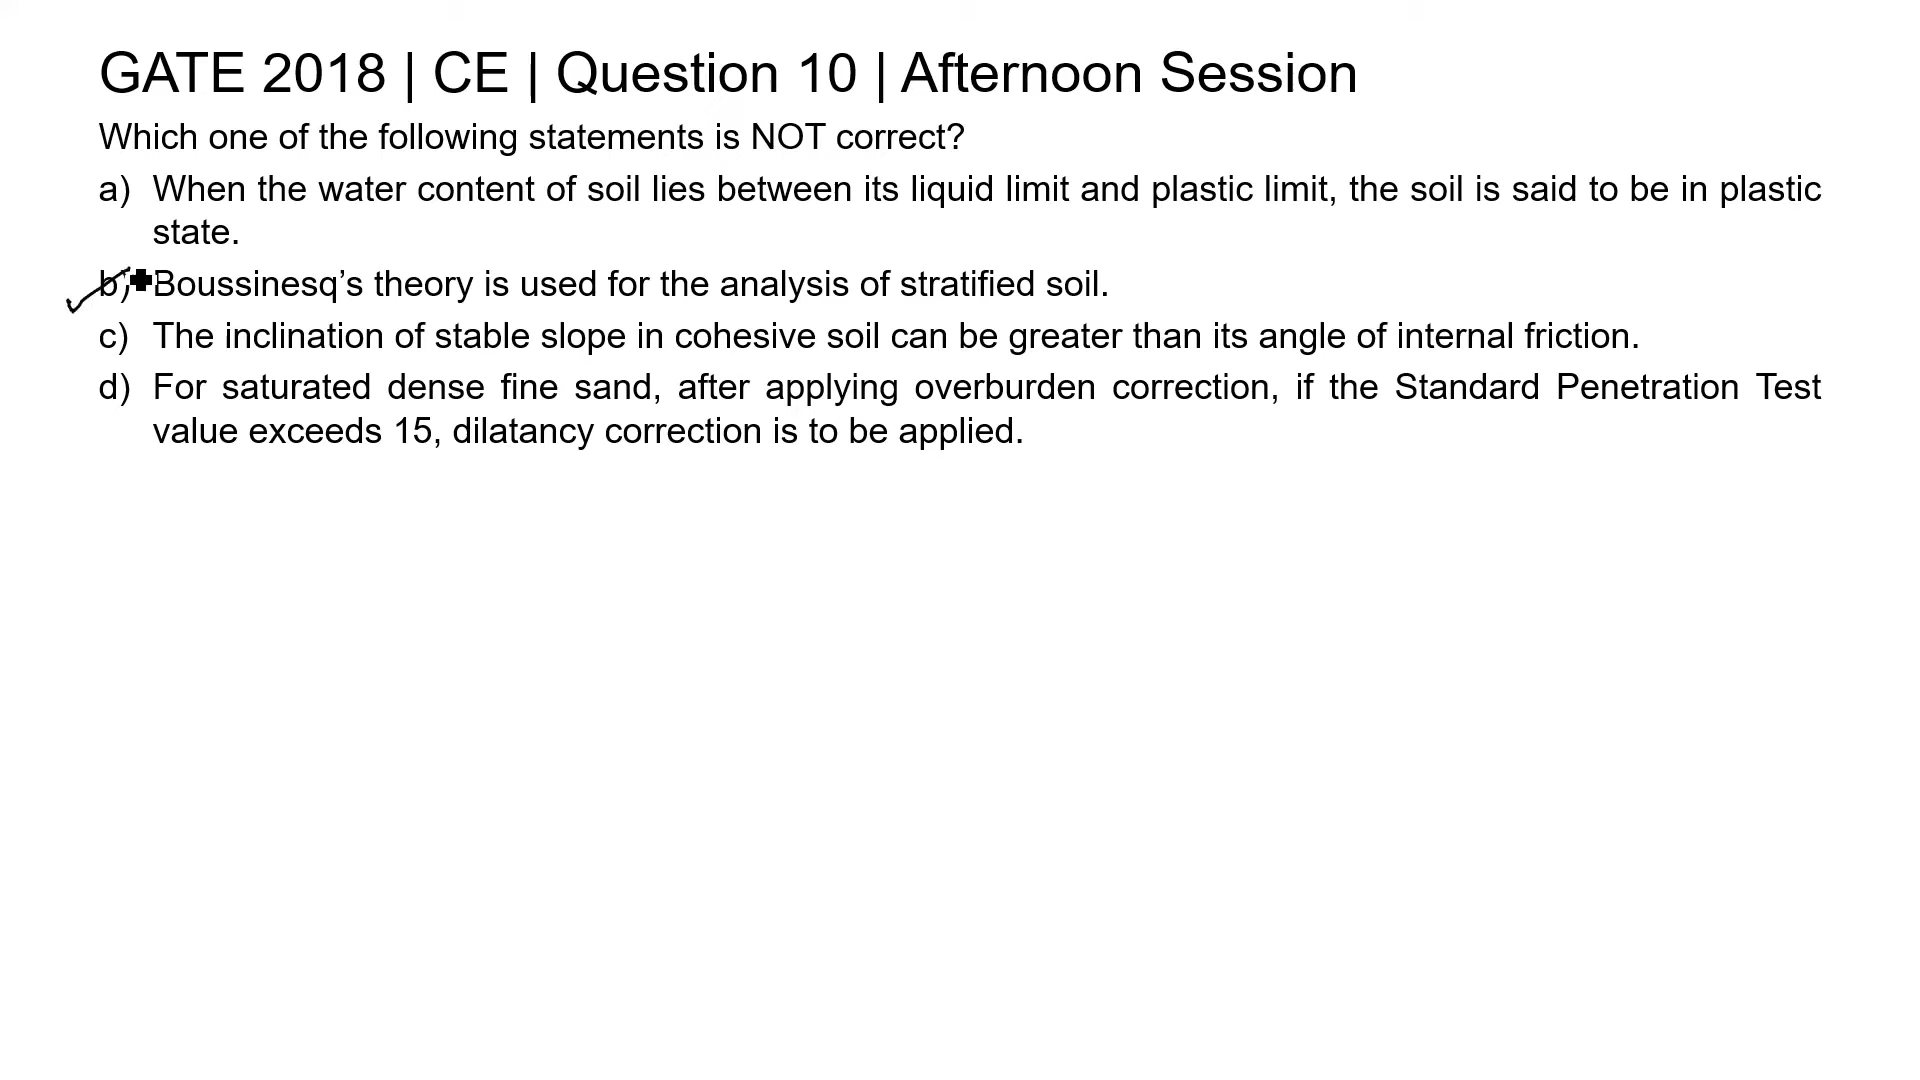 GATE 2018 | CE | Question 10 | Afternoon Session
Which one of the following statements is NOT correct?
a) When the water content of soil lies between its liquid limit and plastic limit, the soil is said to be in plastic
state.
b) Boussinesq’s theory is used for the analysis of stratified soil.
c) The inclination of stable slope in cohesive soil can be greater than its angle of internal friction.
d) For saturated dense fine sand, after applying overburden correction, if the Standard Penetration Test
value exceeds 15, dilatancy correction is to be applied.